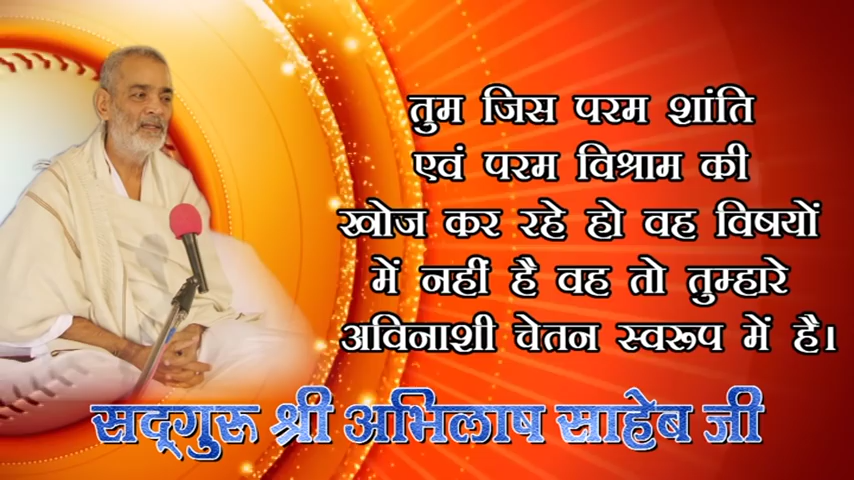 तुम जिस परम शांति
एवं परम विश्राम की
खोज कर रहे हो वह विषयों
में नहीं है वह तो तुम्हारे
अविनाशी चेतन स्वरूप में है।
सद्गुरु श्री अभिलाष साहेब जी